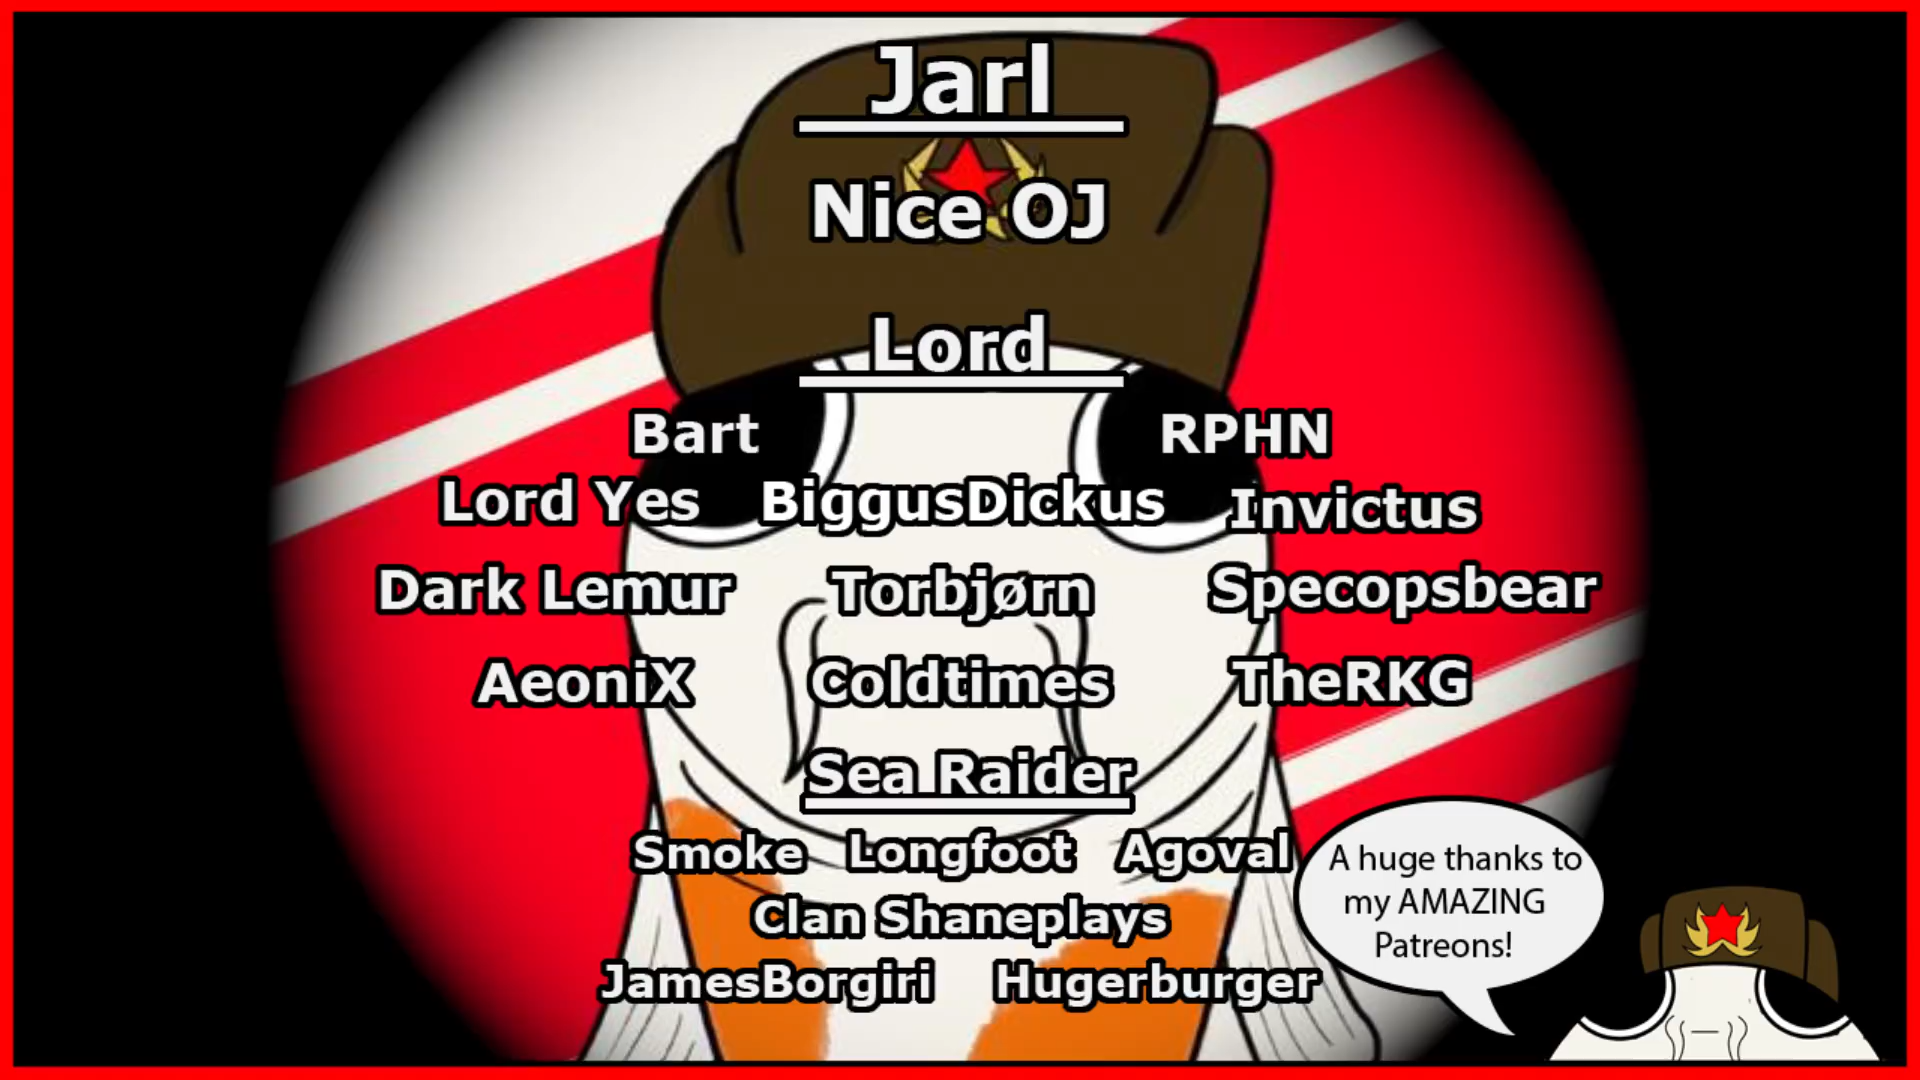 Jarl
Nice OJ
Lord
Bart RPHN
Lord Yes BiggusDickus Invictus
Dark Lemur Torbjørn Specopsbear
AeoniX Coldtimes TheRKG
Sea Raider
Smoke Longfoot Agoval
Clan Shaneplays
JamesBorgiri Hugerburger
A huge thanks to
my AMAZING
Patreons!